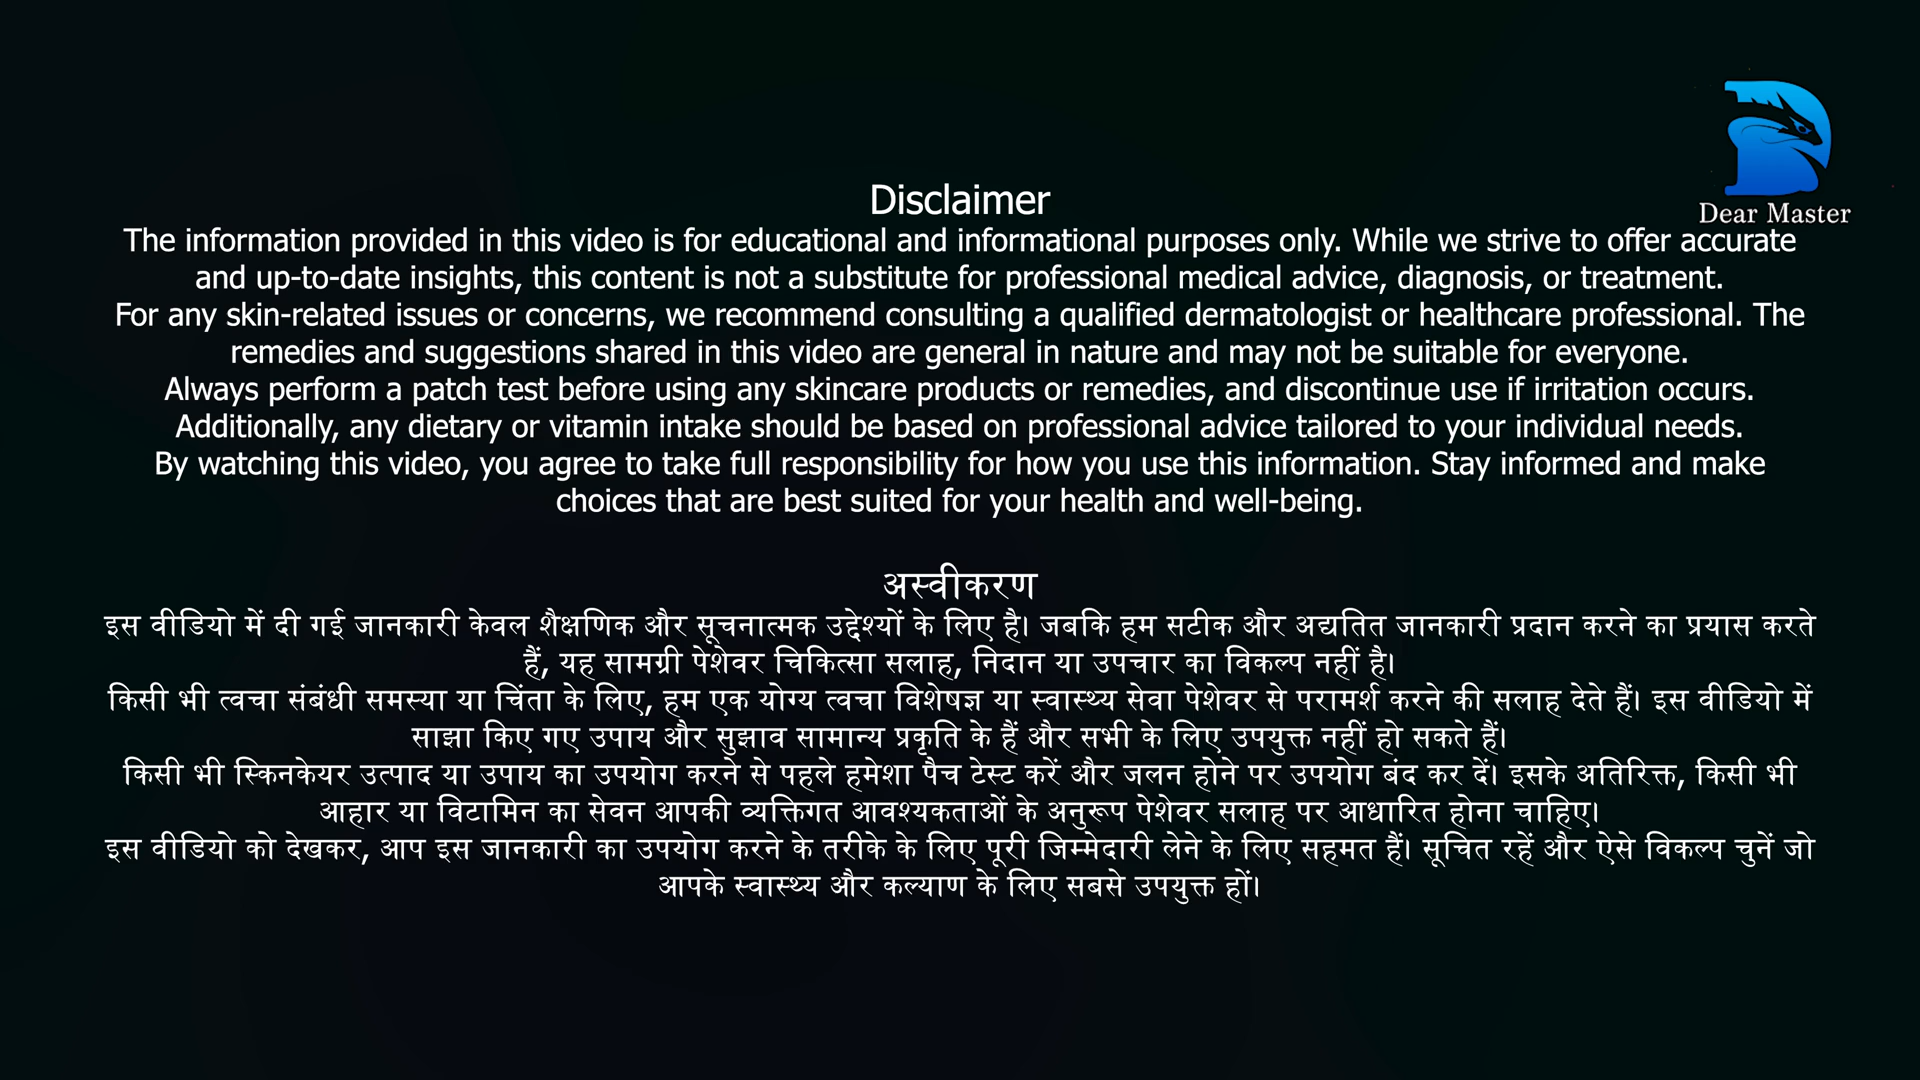 Dear Master
Disclaimer
The information provided in this video is for educational and informational purposes only. While we strive to offer accurate
and up-to-date insights, this content is not a substitute for professional medical advice, diagnosis, or treatment.
For any skin-related issues or concerns, we recommend consulting a qualified dermatologist or healthcare professional. The
remedies and suggestions shared in this video are general in nature and may not be suitable for everyone.
Always perform a patch test before using any skincare products or remedies, and discontinue use if irritation occurs.
Additionally, any dietary or vitamin intake should be based on professional advice tailored to your individual needs.
By watching this video, you agree to take full responsibility for how you use this information. Stay informed and make
choices that are best suited for your health and well-being.
अस्वीकरण
इस वीडियो में दी गई जानकारी केवल शैक्षणिक और सूचनात्मक उद्देश्यों के लिए है। जबकि हम सटीक और अद्यतित जानकारी प्रदान करने का प्रयास करते
हैं, यह सामग्री पेशेवर चिकित्सा सलाह, निदान या उपचार का विकल्प नहीं है।
किसी भी त्वचा संबंधी समस्या या चिंता के लिए, हम एक योग्य त्वचा विशेषज्ञ या स्वास्थ्य सेवा पेशेवर से परामर्श करने की सलाह देते हैं। इस वीडियो में
साझा किए गए उपाय और सुझाव सामान्य प्रकृति के हैं और सभी के लिए उपयुक्त नहीं हो सकते हैं।
किसी भी स्किनकेयर उत्पाद या उपाय का उपयोग करने से पहले हमेशा पैच टेस्ट करें और जलन होने पर उपयोग बंद कर दें। इसके अतिरिक्त, किसी भी
आहार या विटामिन का सेवन आपकी व्यक्तिगत आवश्यकताओं के अनुरूप पेशेवर सलाह पर आधारित होना चाहिए।
इस वीडियो को देखकर, आप इस जानकारी का उपयोग करने के तरीके के लिए पूरी जिम्मेदारी लेने के लिए सहमत हैं। सूचित रहें और ऐसे विकल्प चुनें जो
आपके स्वास्थ्य और कल्याण के लिए सबसे उपयुक्त हों।